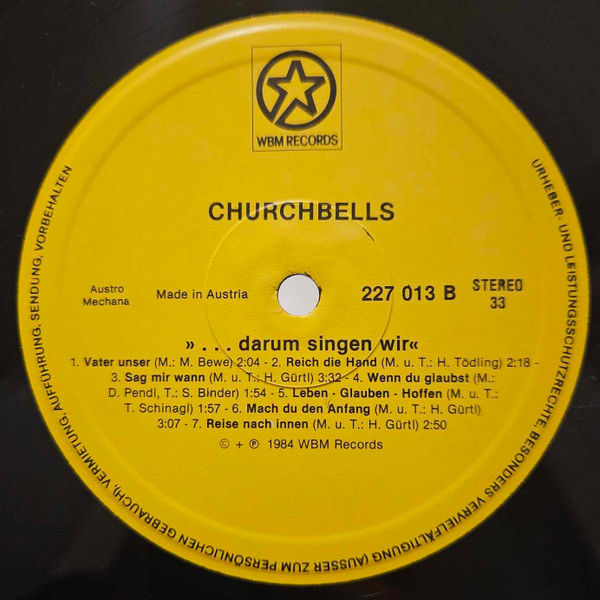 WBM RECORDS
CHURCHBELLS
Austro
Mechana
Made in Austria
227 013 B
STEREO
33
» . . . darum singen wir«
1. Vater unser (M.: M. Bewe) 2:04 - 2. Reich die Hand (M. u. T.: H. Tödling) 2:18 -
3. Sag mir wann (M. u. T.: H. Gürtl) 3:32 - 4. Wenn du glaubst (M.:
D. Pendl, T.: S. Binder) 1:54 - 5. Leben - Glauben - Hoffen (M. u. T.:
T. Schinagl) 1:57 - 6. Mach du den Anfang (M. u. T.: H. Gürtl)
3:07 - 7. Reise nach innen (M. u. T.: H. Gürtl) 2:50
© + ℗ 1984 WBM Records
URHEBER- UND LEISTUNGSSCHUTZRECHTE, BESONDERS VERVIELFÄLTIGUNG (AUSSER ZUM PERSÖNLICHEN GEBRAUCH), VERMIETUNG, AUFFÜHRUNG, SENDUNG, VORBEHALTEN